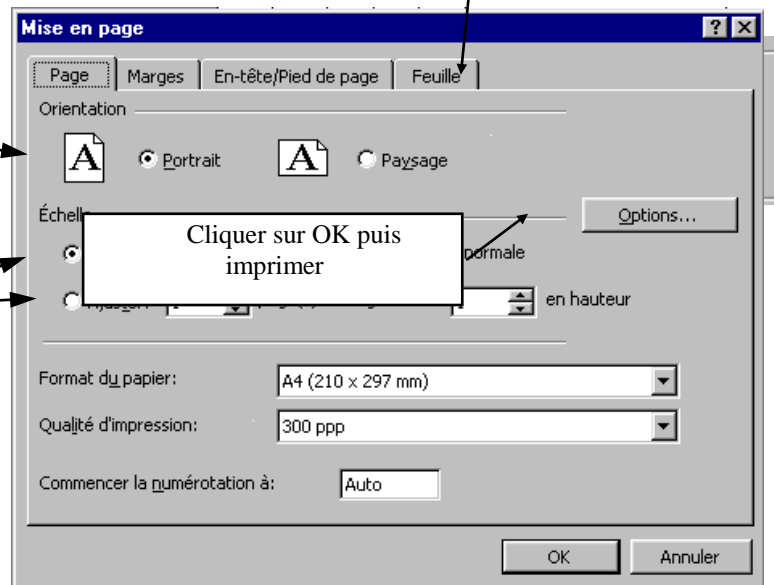 Mise en page
Page Marges En-tête/Pied de page Feuille
Orientation
A Portrait A Paysage
Échelle Options...
Cliquer sur OK puis
imprimer
normale
en hauteur
Format du papier: A4 (210 x 297 mm)
Qualité d'impression: 300 ppp
Commencer la numérotation à: Auto
OK Annuler